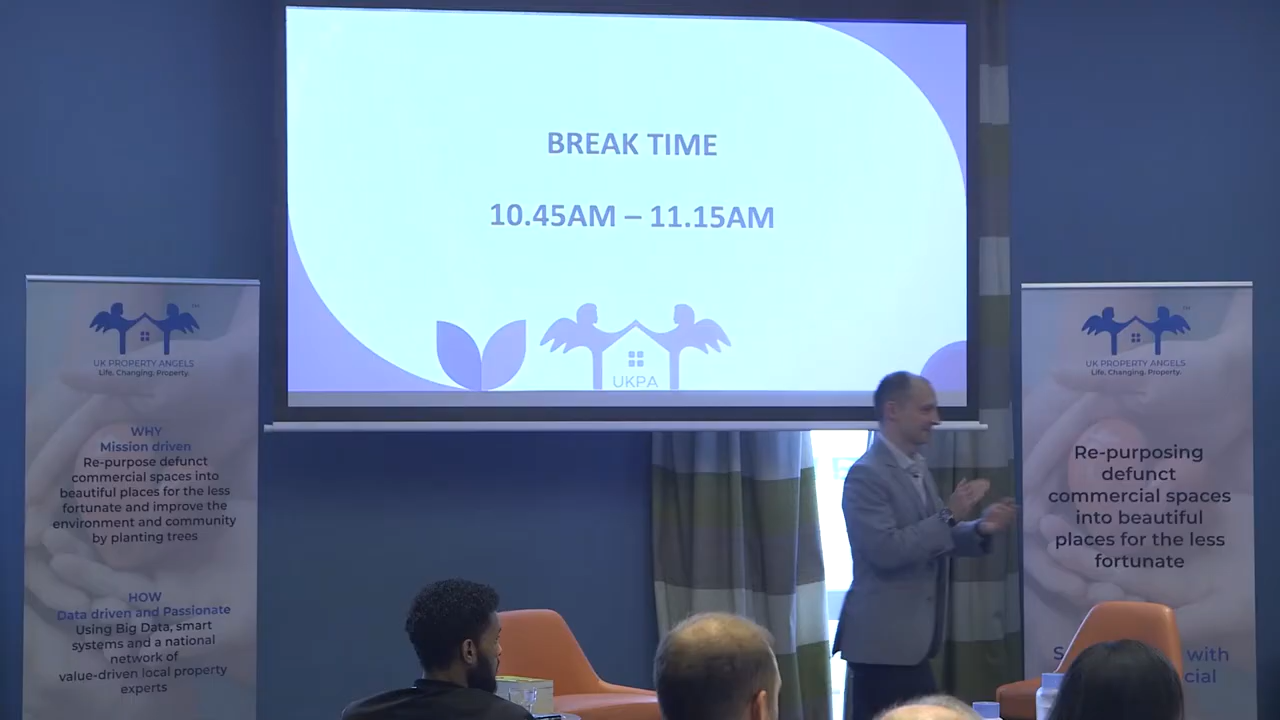 BREAK TIME
10.45AM – 11.15AM
UKPA
TM
UK PROPERTY ANGELS
Life. Changing. Property.
WHY
Mission driven
Re-purpose defunct
commercial spaces into
beautiful places for the less
fortunate and improve the
environment and community
by planting trees
HOW
Data driven and Passionate
Using Big Data, smart
systems and a national
network of
value-driven local property
experts
TM
UK PROPERTY ANGELS
Life. Changing. Property.
Re-purposing
defunct
commercial spaces
into beautiful
places for the less
fortunate
with